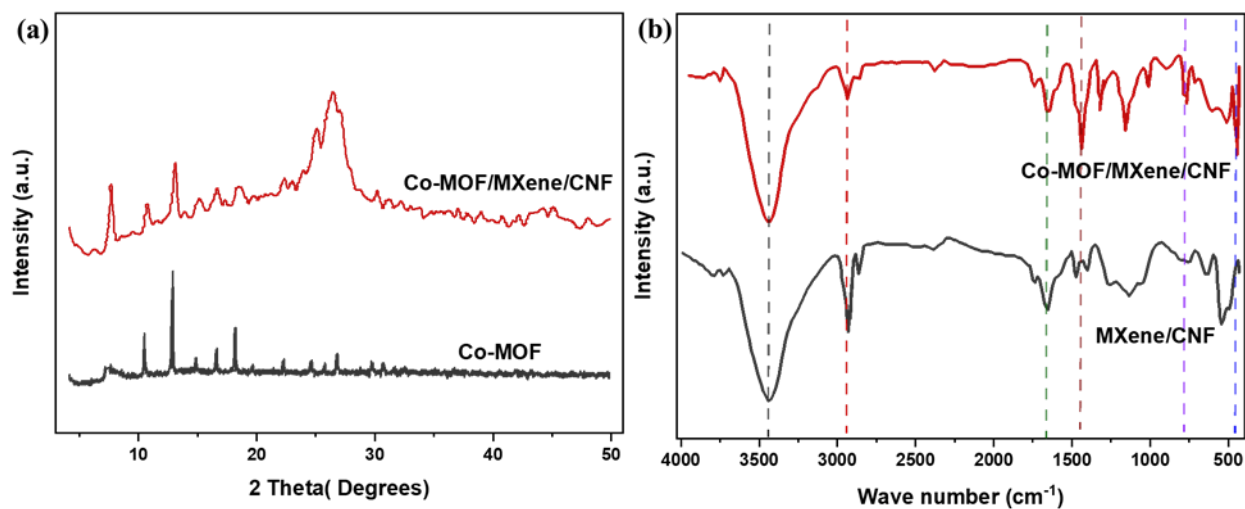 (a)
Intensity (a.u.)
Co-MOF/MXene/CNF
Co-MOF
10
20
30
40
50
2 Theta( Degrees)
(b)
Intensity (a.u.)
Co-MOF/MXene/CNF
MXene/CNF
4000
3500
3000
2500
2000
1500
1000
500
Wave number (cm⁻¹)